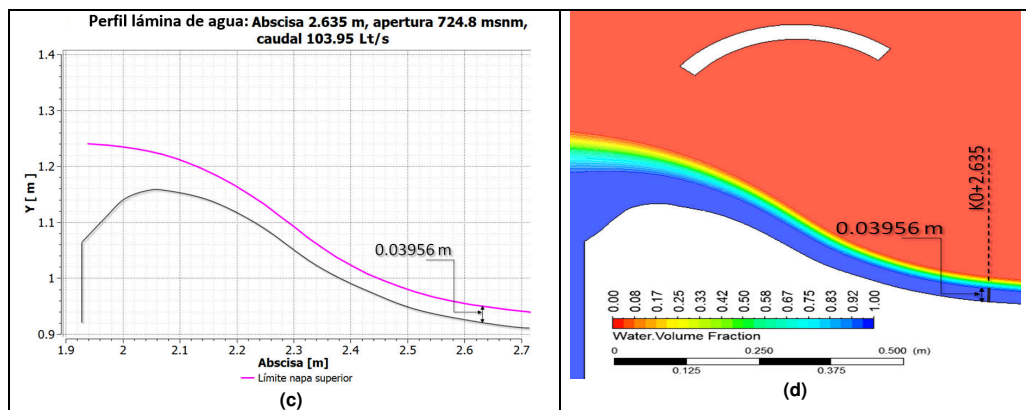 Perfil lámina de agua: Abscisa 2.635 m, apertura 724.8 msnm,
caudal 103.95 Lt/s
Y [m]
1.4
1.3
1.2
1.1
1
0.9
0.03956 m
1.9
2
2.1
2.2
2.3
2.4
2.5
2.6
2.7
Abscisa [m]
Límite napa superior
(c)
K0+2.635
0.03956 m
0.00
0.08
0.17
0.25
0.33
0.42
0.50
0.58
0.67
0.75
0.83
0.92
1.00
Water.Volume Fraction
0
0.250
0.500
(m)
0.125
0.375
(d)